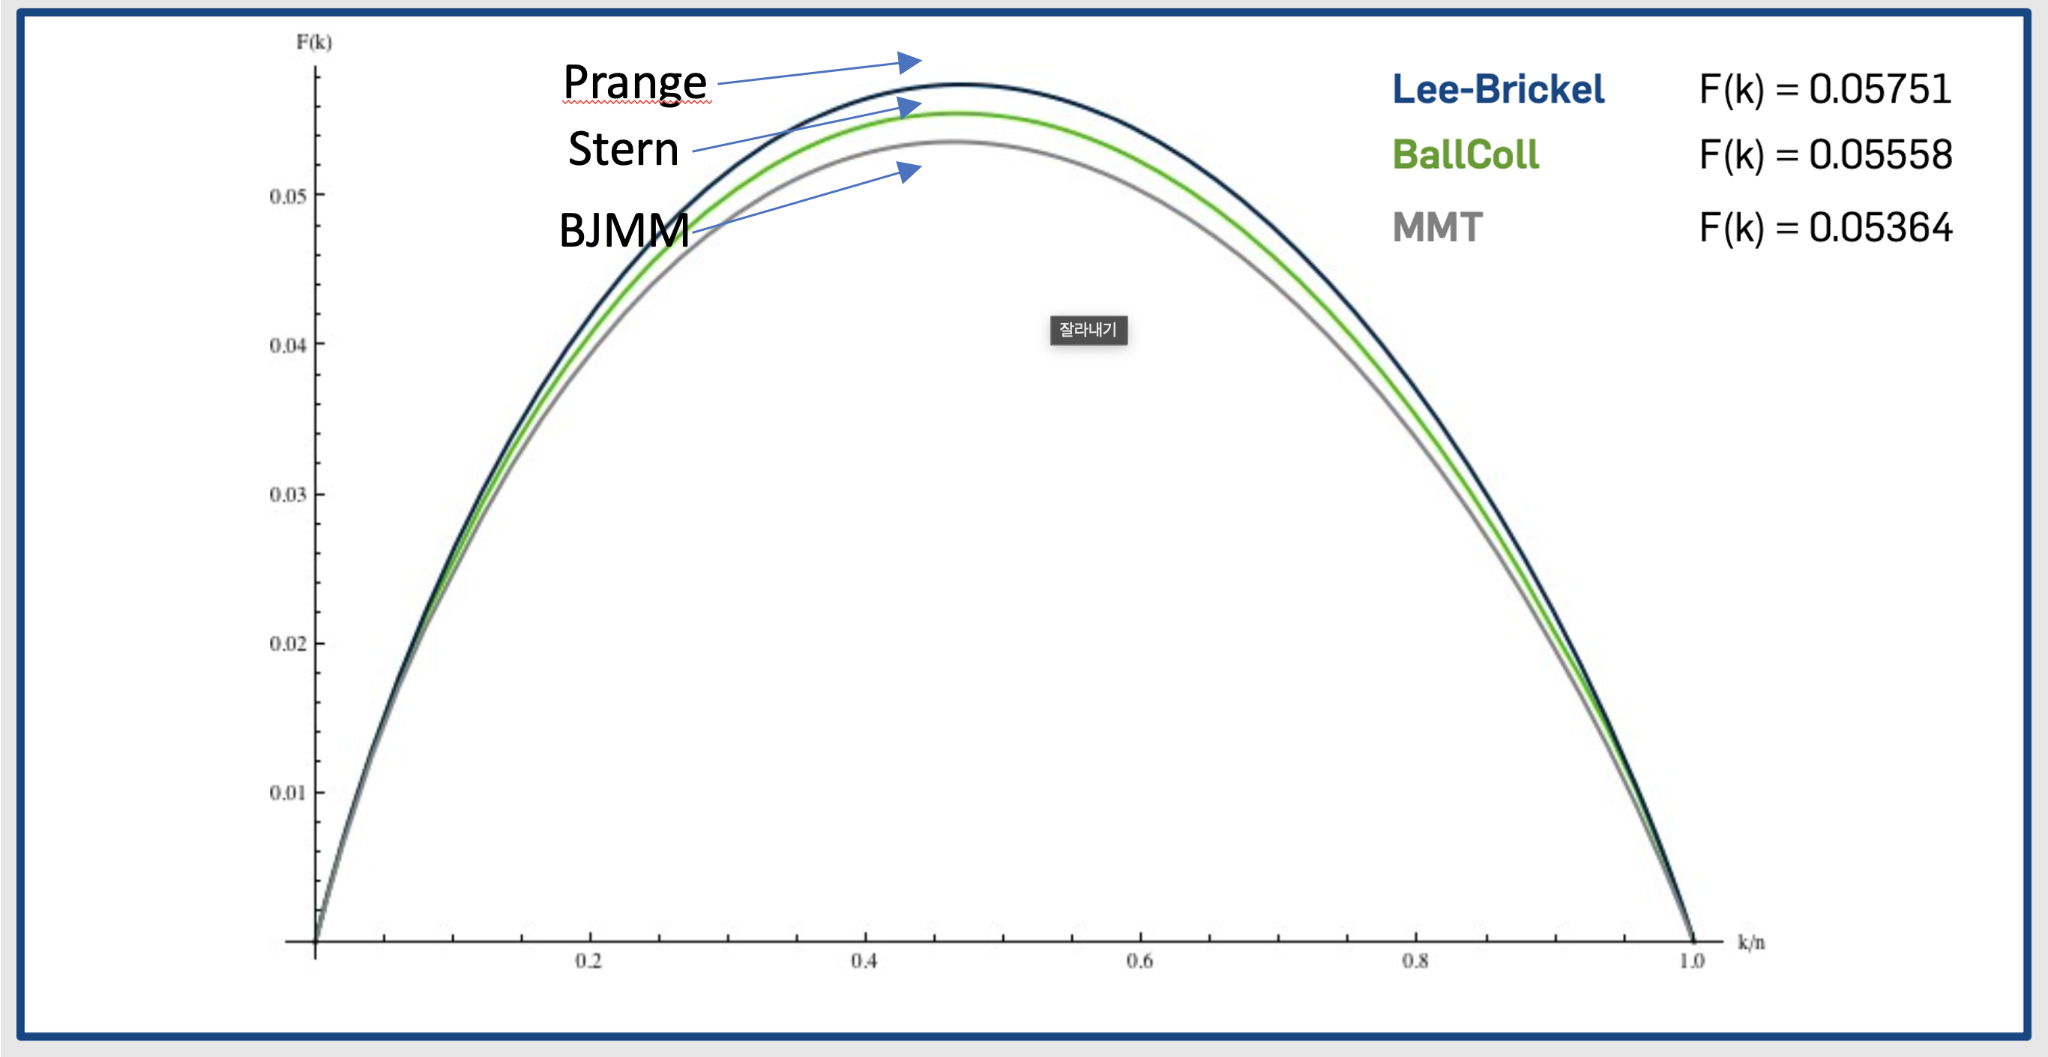 F(k)
Prange
Stern
BJMM
Lee-Brickel F(k) = 0.05751
BallColl F(k) = 0.05558
MMT F(k) = 0.05364
잘라내기
0.05
0.04
0.03
0.02
0.01
0.2 0.4 0.6 0.8 1.0
k/n